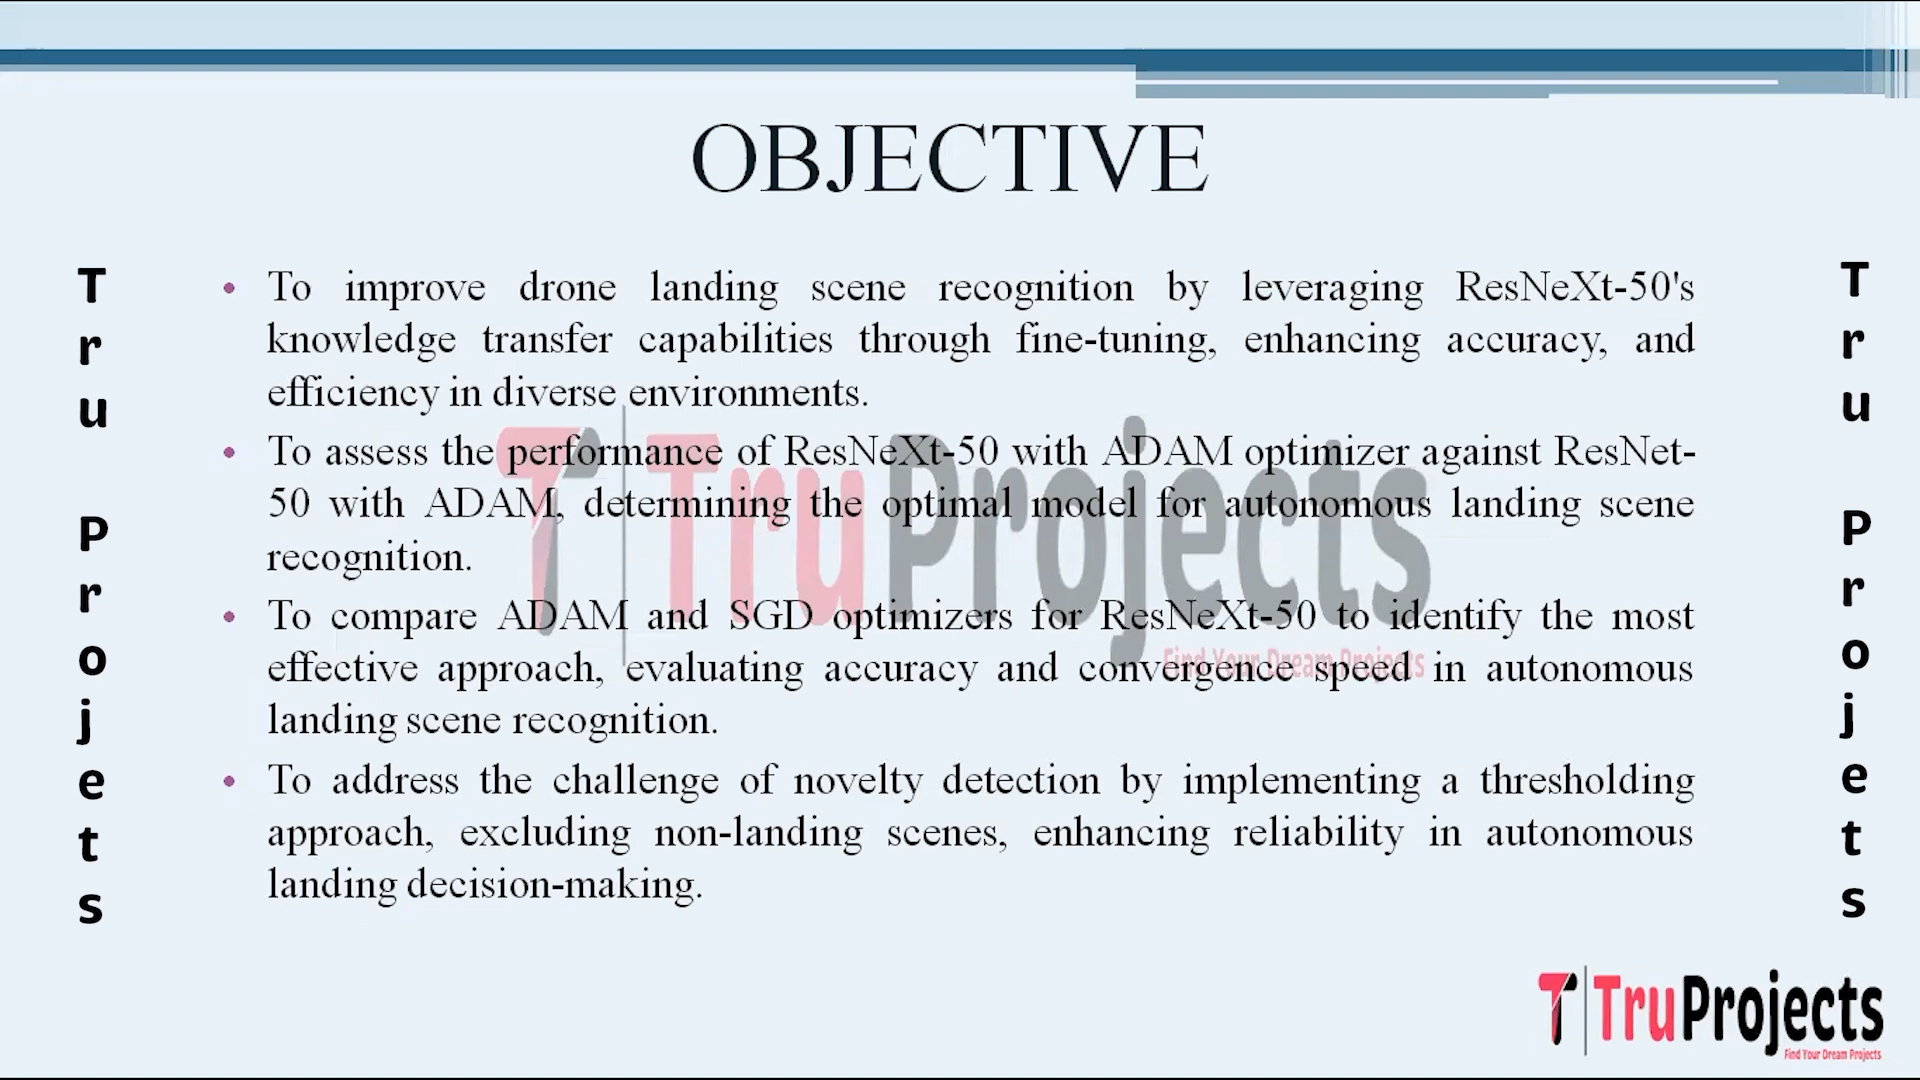 OBJECTIVE
• To improve drone landing scene recognition by leveraging ResNeXt-50's
knowledge transfer capabilities through fine-tuning, enhancing accuracy, and
efficiency in diverse environments.
• To assess the performance of ResNeXt-50 with ADAM optimizer against ResNet-
50 with ADAM, determining the optimal model for autonomous landing scene
recognition.
• To compare ADAM and SGD optimizers for ResNeXt-50 to identify the most
effective approach, evaluating accuracy and convergence speed in autonomous
landing scene recognition.
• To address the challenge of novelty detection by implementing a thresholding
approach, excluding non-landing scenes, enhancing reliability in autonomous
landing decision-making.
Tru Projets
Tru Projets
TruProjects
Find Your Dream Projects
TruProjects
Find Your Dream Projects